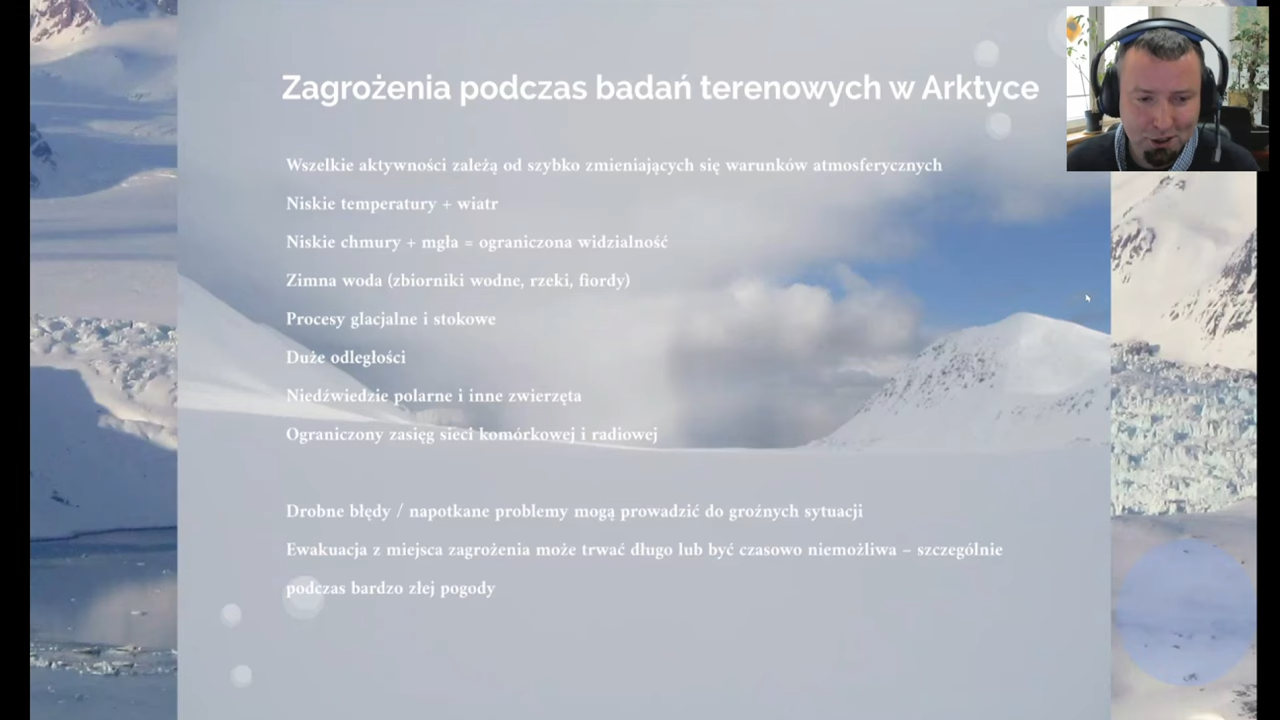 Zagrożenia podczas badań terenowych w Arktyce
Wszelkie aktywności zależą od szybko zmieniających się warunków atmosferycznych
Niskie temperatury + wiatr
Niskie chmury + mgła = ograniczona widzialność
Zimna woda (zbiorniki wodne, rzeki, fiordy)
Procesy glacjalne i stokowe
Duże odległości
Niedźwiedzie polarne i inne zwierzęta
Ograniczony zasięg sieci komórkowej i radiowej
Drobne błędy / napotkane problemy mogą prowadzić do groźnych sytuacji
Ewakuacja z miejsca zagrożenia może trwać długo lub być czasowo niemożliwa – szczególnie
podczas bardzo złej pogody